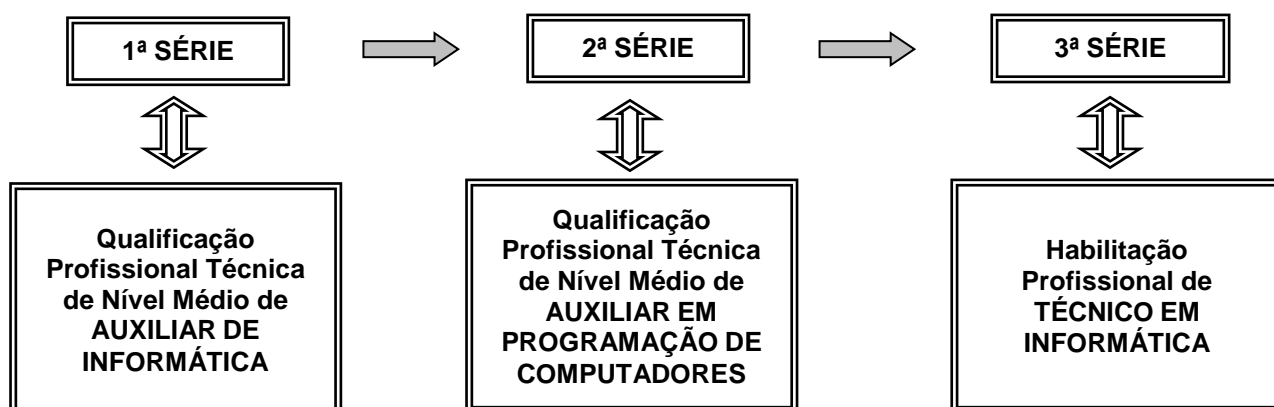 1ª SÉRIE
2ª SÉRIE
3ª SÉRIE
Qualificação
Profissional Técnica
de Nível Médio de
AUXILIAR DE
INFORMÁTICA
Qualificação
Profissional Técnica
de Nível Médio de
AUXILIAR EM
PROGRAMAÇÃO DE
COMPUTADORES
Habilitação
Profissional de
TÉCNICO EM
INFORMÁTICA